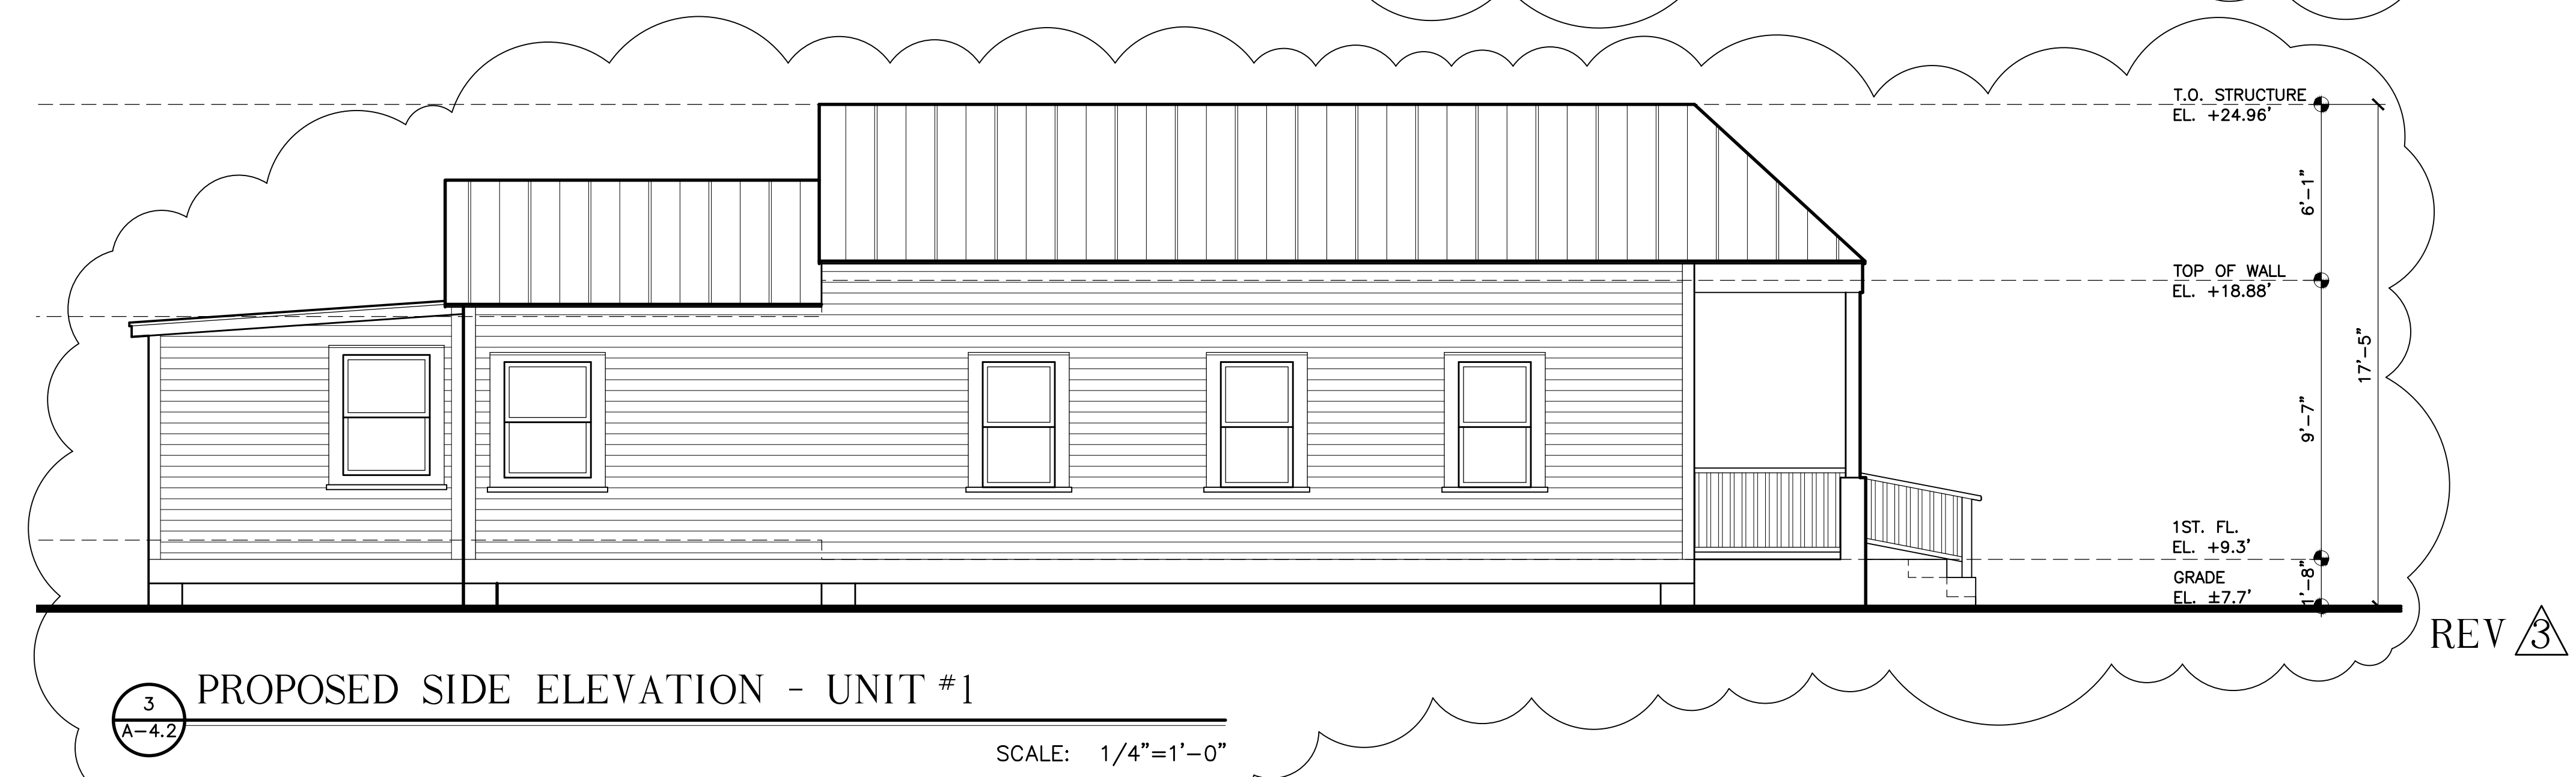 T.O. STRUCTURE
EL. +24.96'
6'-1"
TOP OF WALL
EL. +18.88'
17'-5"
9'-7"
1ST. FL.
EL. +9.3'
GRADE
EL. ±7.7'
1'-8"
REV 3
3
A-4.2
PROPOSED SIDE ELEVATION - UNIT #1
SCALE: 1/4"=1'-0"